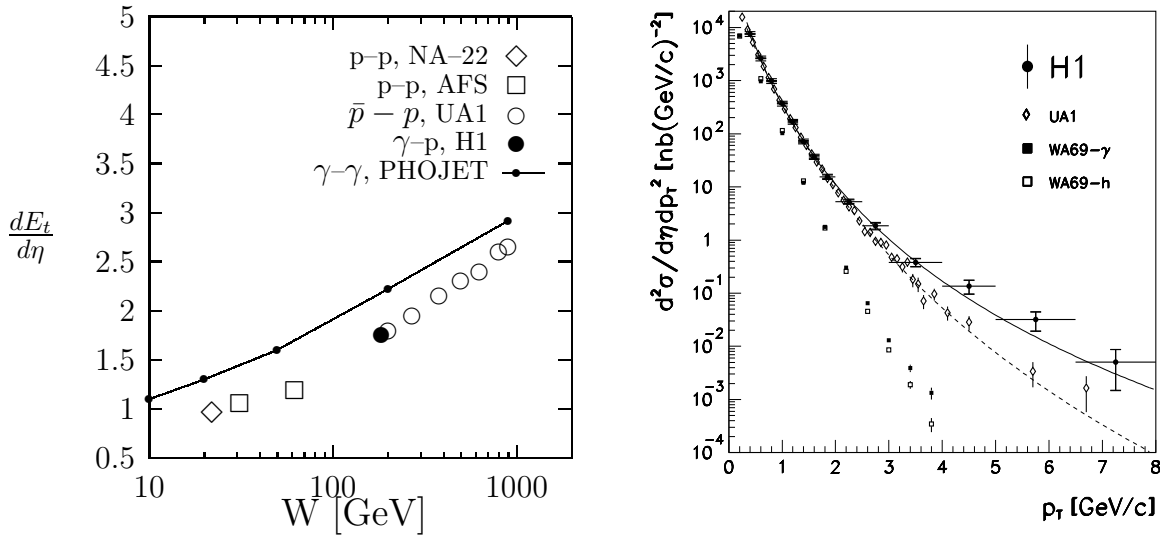 5
4.5
4
3.5
3
2.5
2
1.5
1
0.5
dE_t/dη
p–p, NA–22
p–p, AFS
p̄ − p, UA1
γ–p, H1
γ–γ, PHOJET
10 100 1000
W [GeV]
d²σ/dηdp_T² [nb(GeV/c)⁻²]
10⁴
10³
10²
10
1
10⁻¹
10⁻²
10⁻³
10⁻⁴
H1
UA1
WA69-γ
WA69-h
0 1 2 3 4 5 6 7 8
p_T [GeV/c]